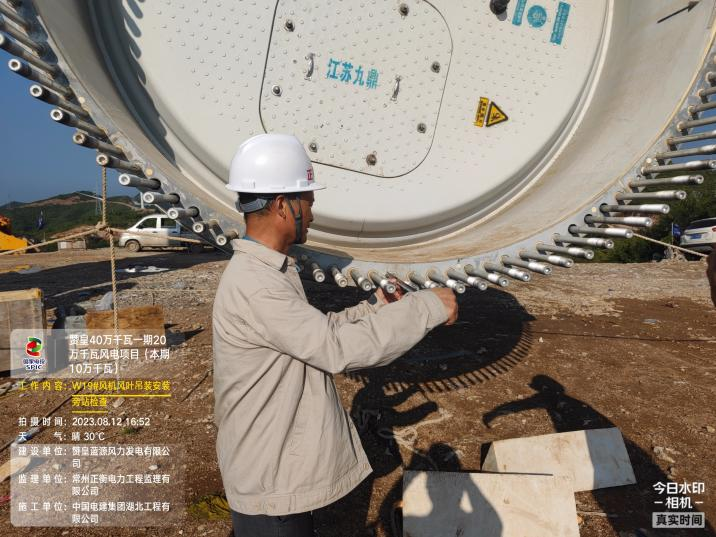 江苏九鼎
正
国家电投
SPIC
赞皇40万千瓦一期20
万千瓦风电项目（本期
10万千瓦）
工作内容：W19#风机风叶吊装安装
旁站检查
拍摄时间：2023.08.12 16:52
天　　气：晴 30℃
建设单位：赞皇蓝源风力发电有限公
司
监理单位：常州正衡电力工程监理有
限公司
施工单位：中国电建集团湖北工程有
限公司
今日水印
-相机-
真实时间